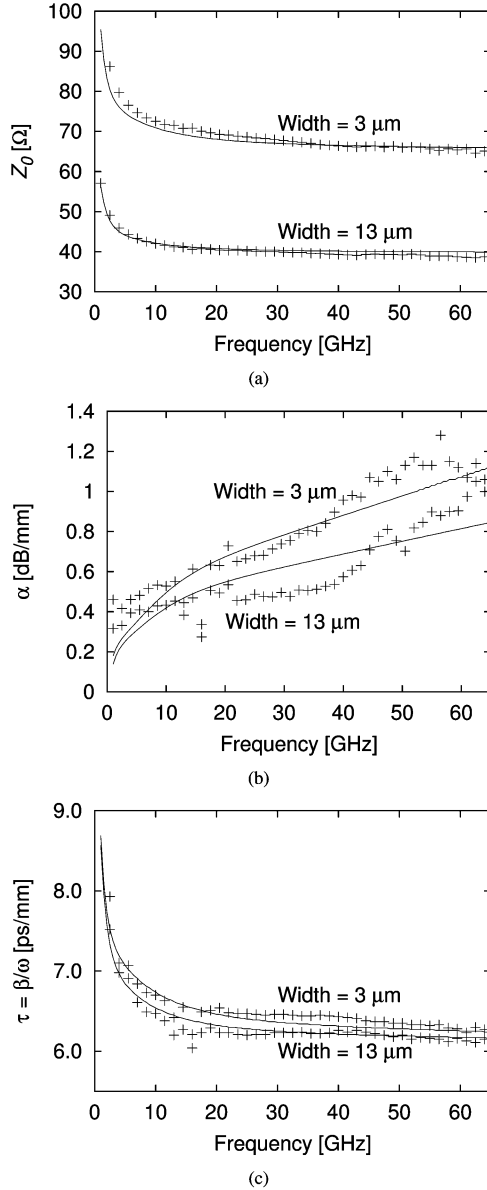 100
90
80
70
60
50
40
30
Z0 [Ω]
Width = 3 µm
Width = 13 µm
0 10 20 30 40 50 60
Frequency [GHz]
(a)
1.4
1.2
1
0.8
0.6
0.4
0.2
0
α [dB/mm]
Width = 3 µm
Width = 13 µm
0 10 20 30 40 50 60
Frequency [GHz]
(b)
9.0
8.0
7.0
6.0
τ = β/ω [ps/mm]
Width = 3 µm
Width = 13 µm
0 10 20 30 40 50 60
Frequency [GHz]
(c)